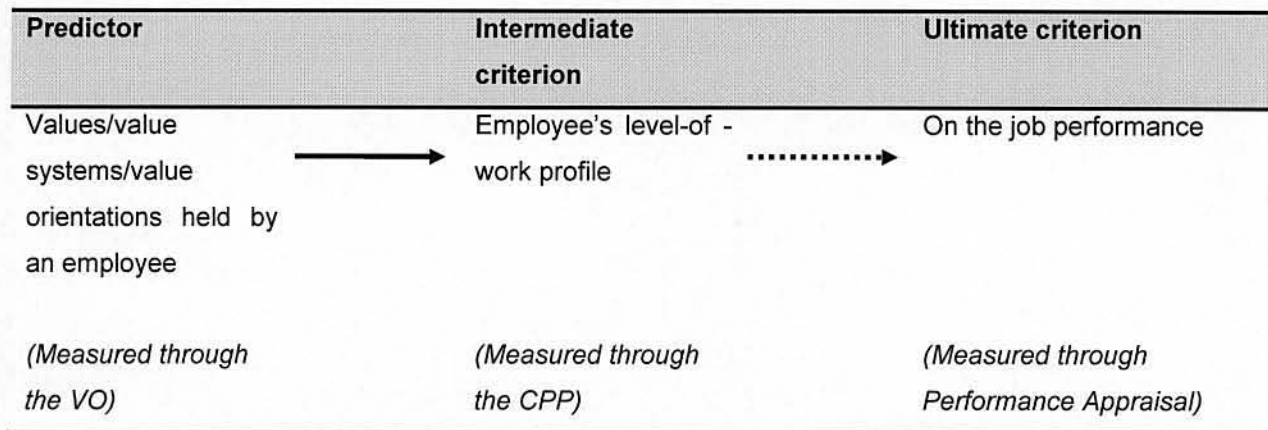 Predictor
Intermediate
criterion
Ultimate criterion
Values/value
systems/value
orientations held by
an employee
Employee's level-of -
work profile
On the job performance
(Measured through
the VO)
(Measured through
the CPP)
(Measured through
Performance Appraisal)